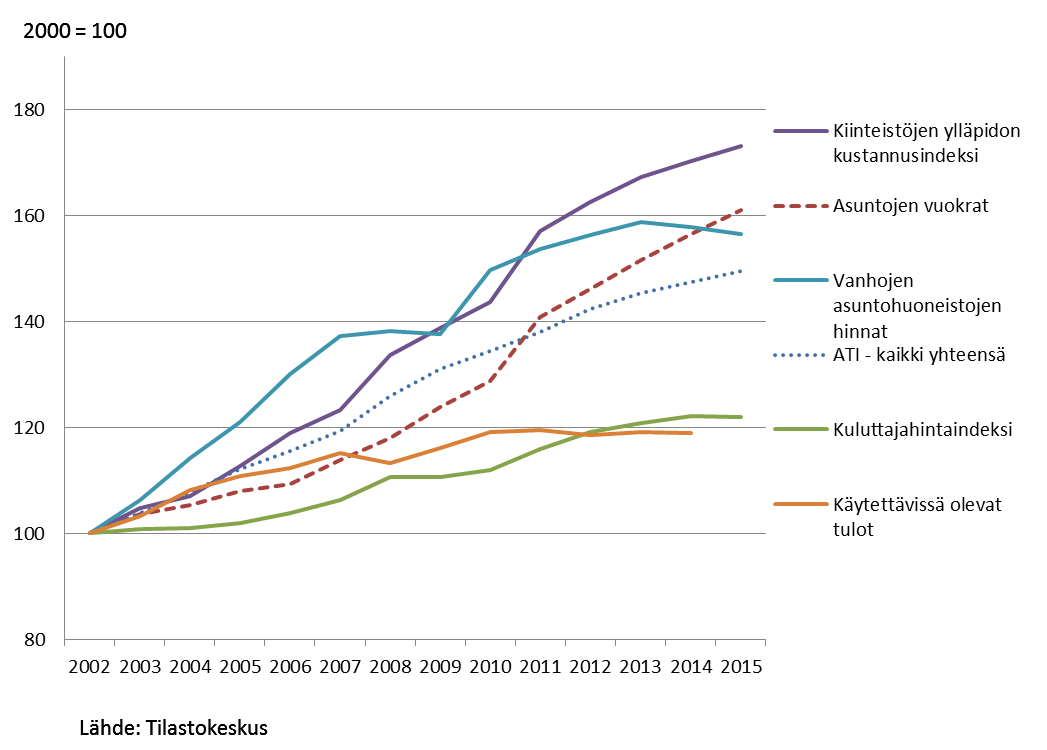 2000 = 100
180
160
140
120
100
80
2002 2003 2004 2005 2006 2007 2008 2009 2010 2011 2012 2013 2014 2015
Kiinteistöjen ylläpidon
kustannusindeksi
Asuntojen vuokrat
Vanhojen
asuntohuoneistojen
hinnat
ATI - kaikki yhteensä
Kuluttajahintaindeksi
Käytettävissä olevat
tulot
Lähde: Tilastokeskus